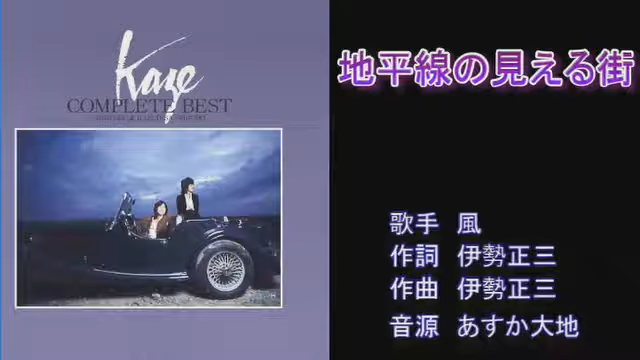 Kaze
COMPLETE BEST
地平線の見える街
歌手 風
作詞 伊勢正三
作曲 伊勢正三
音源 あすか大地